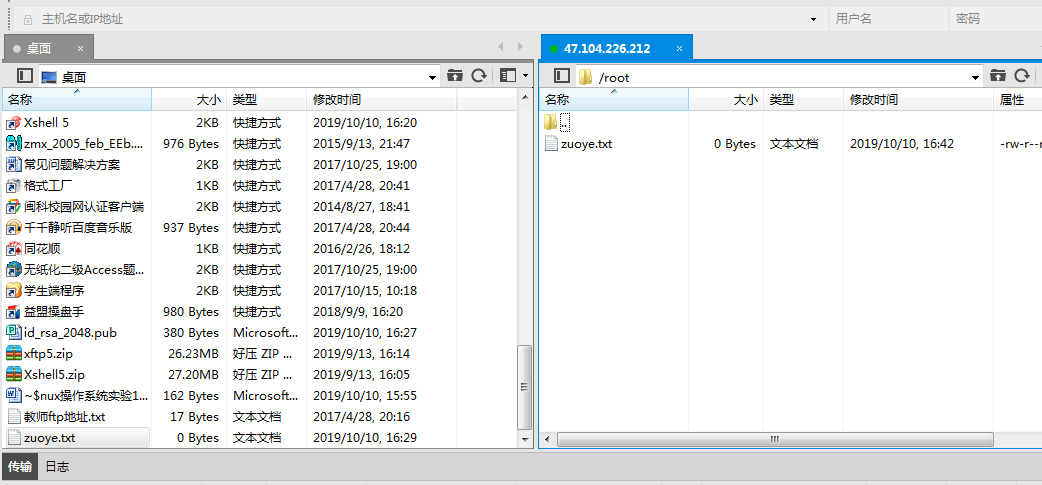 主机名或IP地址 用户名 密码
桌面 47.104.226.212
桌面 /root
名称 大小 类型 修改时间 名称 大小 类型 修改时间 属性
Xshell 5 2KB 快捷方式 2019/10/10, 16:20 ..
zmx_2005_feb_EEb.... 976 Bytes 快捷方式 2015/9/13, 21:47 zuoye.txt 0 Bytes 文本文档 2019/10/10, 16:42 -rw-r--r
常见问题解决方案 2KB 快捷方式 2017/10/25, 19:00
格式工厂 1KB 快捷方式 2017/4/28, 20:41
闽科校园网认证客户端 2KB 快捷方式 2014/8/27, 18:41
千千静听百度音乐版 937 Bytes 快捷方式 2017/4/28, 20:44
同花顺 1KB 快捷方式 2016/2/26, 18:12
无纸化二级Access题... 2KB 快捷方式 2017/10/25, 19:00
学生端程序 2KB 快捷方式 2017/10/15, 10:18
益盟操盘手 980 Bytes 快捷方式 2018/9/9, 16:20
id_rsa_2048.pub 380 Bytes Microsoft... 2019/10/10, 16:27
xftp5.zip 26.23MB 好压 ZIP ... 2019/9/13, 16:14
Xshell5.zip 27.20MB 好压 ZIP ... 2019/9/13, 16:05
~$nux操作系统实验1... 162 Bytes Microsoft... 2019/10/10, 15:55
教师ftp地址.txt 17 Bytes 文本文档 2017/4/28, 20:16
zuoye.txt 0 Bytes 文本文档 2019/10/10, 16:29
传输 日志